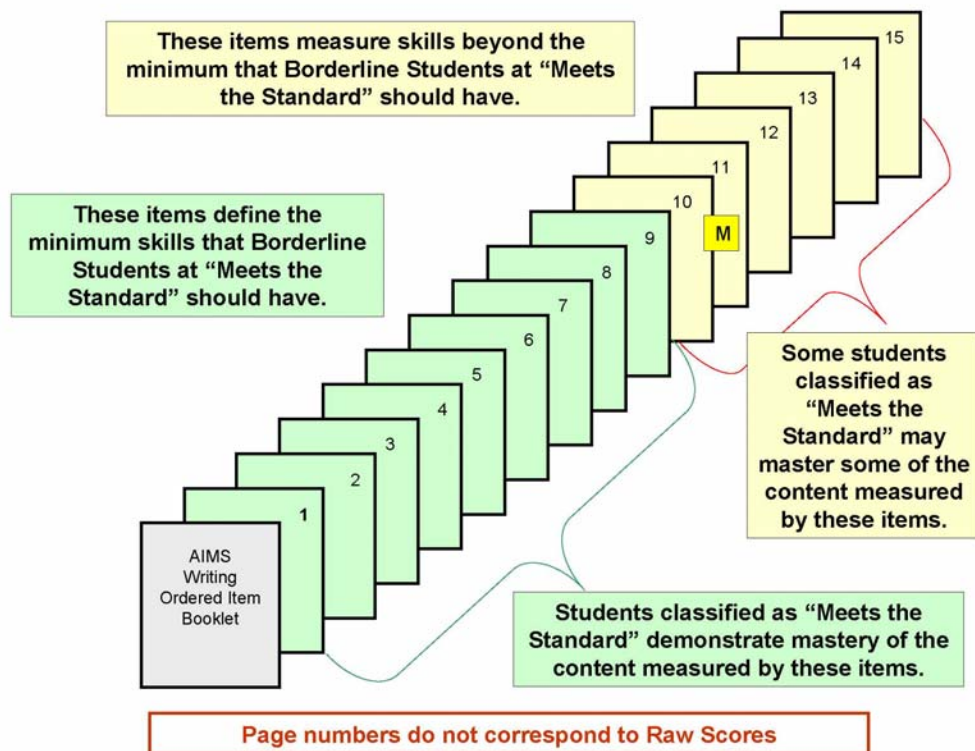 These items measure skills beyond the
minimum that Borderline Students at “Meets
the Standard” should have.
15
14
13
12
11
10
M
These items define the
minimum skills that Borderline
Students at “Meets the
Standard” should have.
9
8
7
6
5
4
3
2
1
Some students
classified as
“Meets the
Standard” may
master some of the
content measured
by these items.
AIMS
Writing
Ordered Item
Booklet
Students classified as “Meets the
Standard” demonstrate mastery of the
content measured by these items.
Page numbers do not correspond to Raw Scores